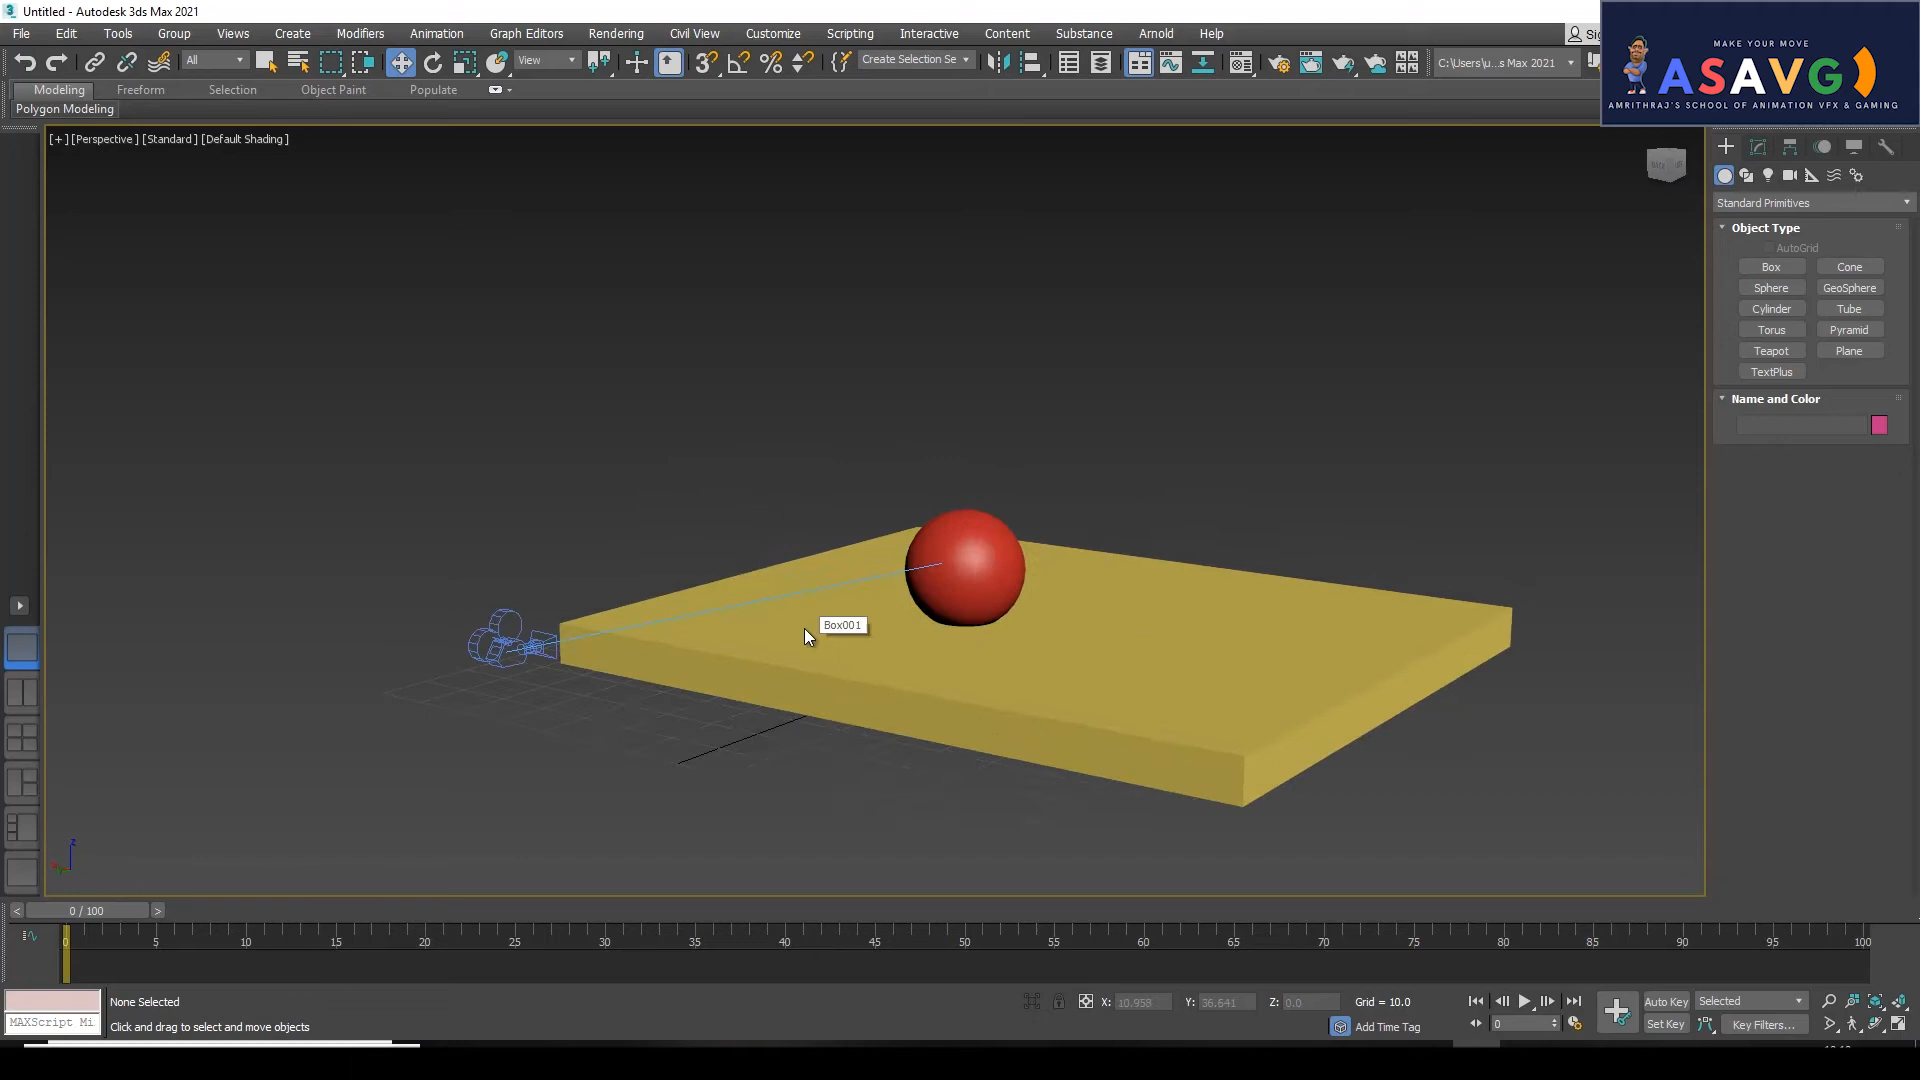 Untitled - Autodesk 3ds Max 2021
File Edit Tools Group Views Create Modifiers Animation Graph Editors Rendering Civil View Customize Scripting Interactive Content Substance Arnold Help
All View Create Selection Se C:\Users\u...s Max 2021
MAKE YOUR MOVE
ASAVG
AMRITHRAJ'S SCHOOL OF ANIMATION VFX & GAMING
Modeling Freeform Selection Object Paint Populate
Polygon Modeling
[+] [Perspective] [Standard] [Default Shading]
Standard Primitives
Object Type
AutoGrid
Box Cone
Sphere GeoSphere
Cylinder Tube
Torus Pyramid
Teapot Plane
TextPlus
Name and Color
Box001
z
< 0 / 100 >
0 5 10 15 20 25 30 35 40 45 50 55 60 65 70 75 80 85 90 95 100
None Selected X: 10.958 Y: 36.641 Z: 0.0 Grid = 10.0 Auto Key Selected
MAXScript Mi Click and drag to select and move objects Add Time Tag 0 Set Key Key Filters...